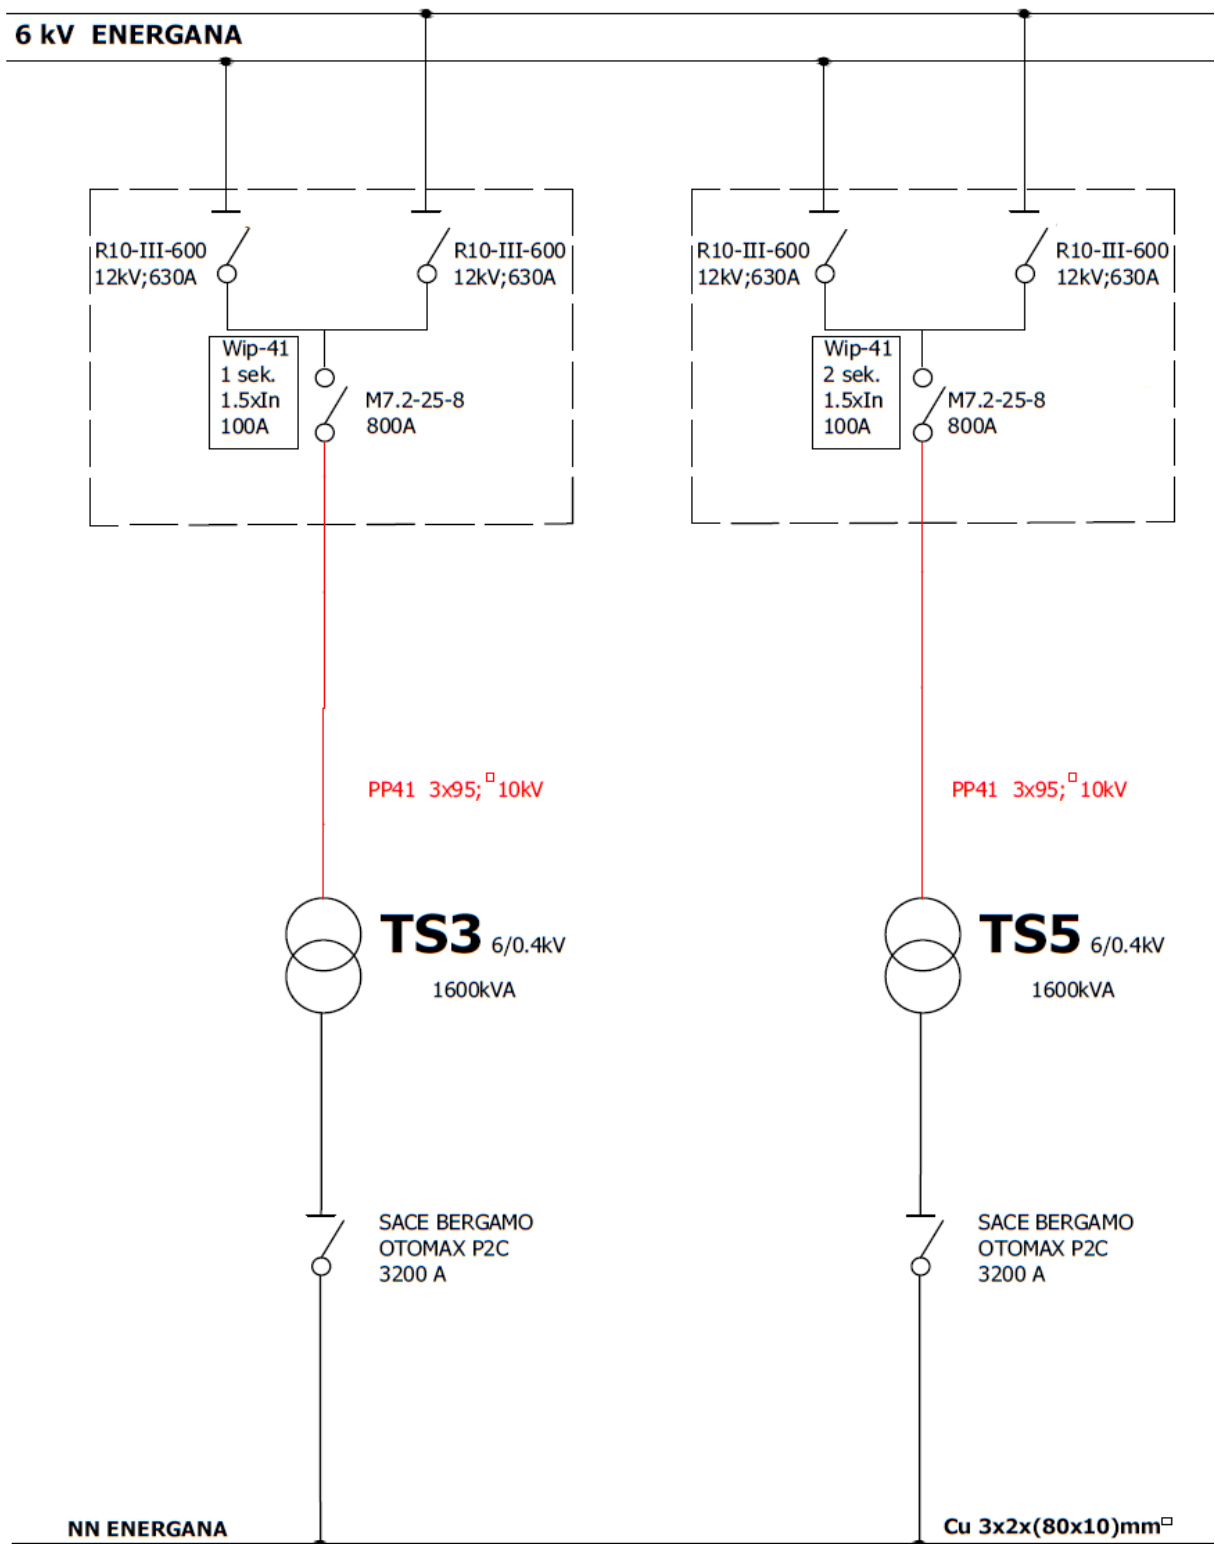 6 kV ENERGANA
R10-III-600
12kV;630A
R10-III-600
12kV;630A
Wip-41
1 sek.
1.5xIn
100A
M7.2-25-8
800A
R10-III-600
12kV;630A
R10-III-600
12kV;630A
Wip-41
2 sek.
1.5xIn
100A
M7.2-25-8
800A
PP41 3x95;□10kV
PP41 3x95;□10kV
TS3 6/0.4kV
1600kVA
TS5 6/0.4kV
1600kVA
SACE BERGAMO
OTOMAX P2C
3200 A
SACE BERGAMO
OTOMAX P2C
3200 A
NN ENERGANA
Cu 3x2x(80x10)mm□